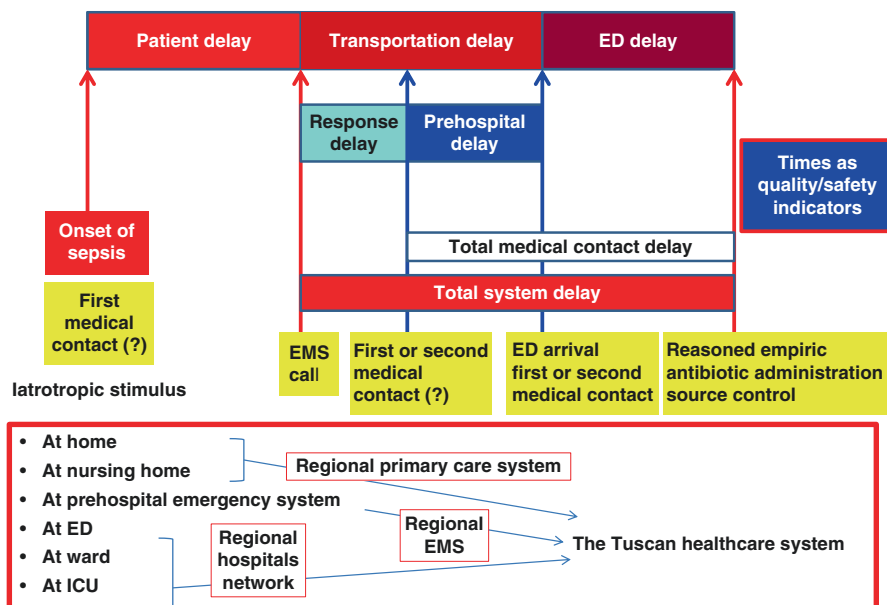 Patient delay
Transportation delay
ED delay
Response
delay
Prehospital
delay
Times as
quality/safety
indicators
Onset of
sepsis
Total medical contact delay
Total system delay
First
medical
contact (?)
Iatrotropic stimulus
EMS
call
First or second
medical
contact (?)
ED arrival
first or second
medical contact
Reasoned empiric
antibiotic administration
source control
• At home
• At nursing home
• At prehospital emergency system
• At ED
• At ward
• At ICU
Regional primary care system
Regional
EMS
Regional
hospitals
network
The Tuscan healthcare system